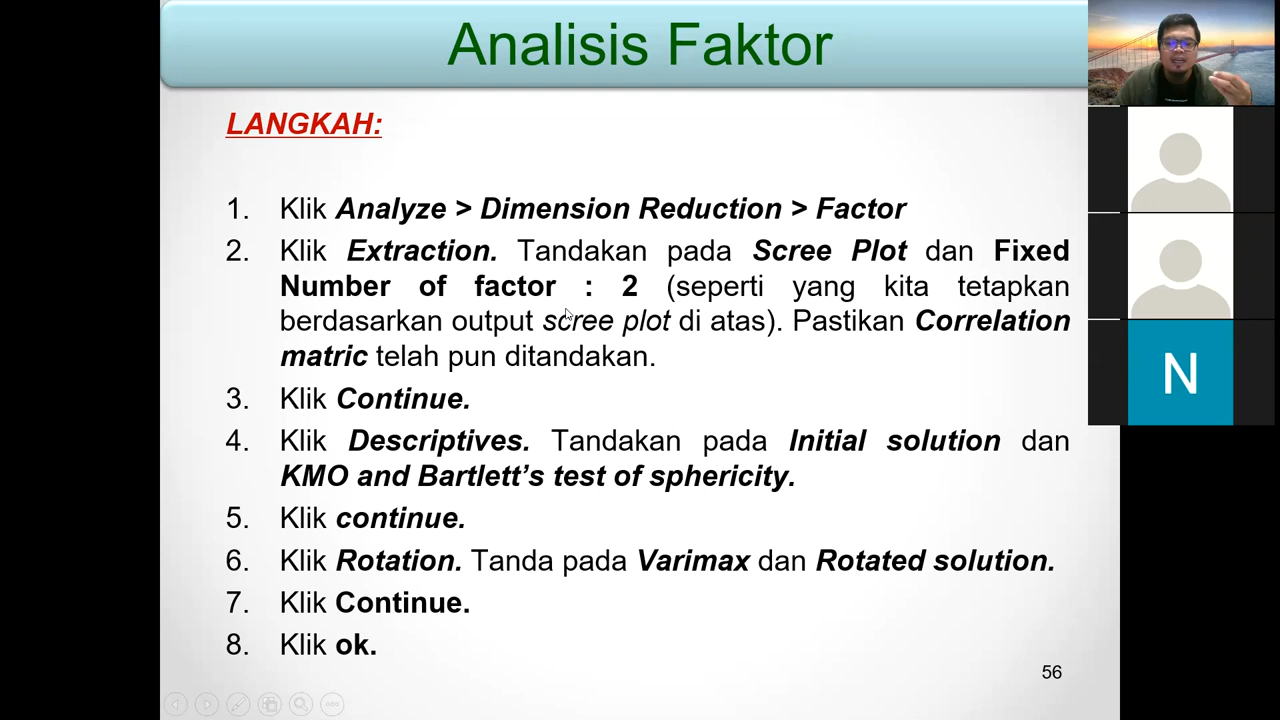 Analisis Faktor
LANGKAH:
1. Klik Analyze > Dimension Reduction > Factor
2. Klik Extraction. Tandakan pada Scree Plot dan Fixed
Number of factor : 2 (seperti yang kita tetapkan
berdasarkan output scree plot di atas). Pastikan Correlation
matric telah pun ditandakan.
3. Klik Continue.
4. Klik Descriptives. Tandakan pada Initial solution dan
KMO and Bartlett’s test of sphericity.
5. Klik continue.
6. Klik Rotation. Tanda pada Varimax dan Rotated solution.
7. Klik Continue.
8. Klik ok.
56
N